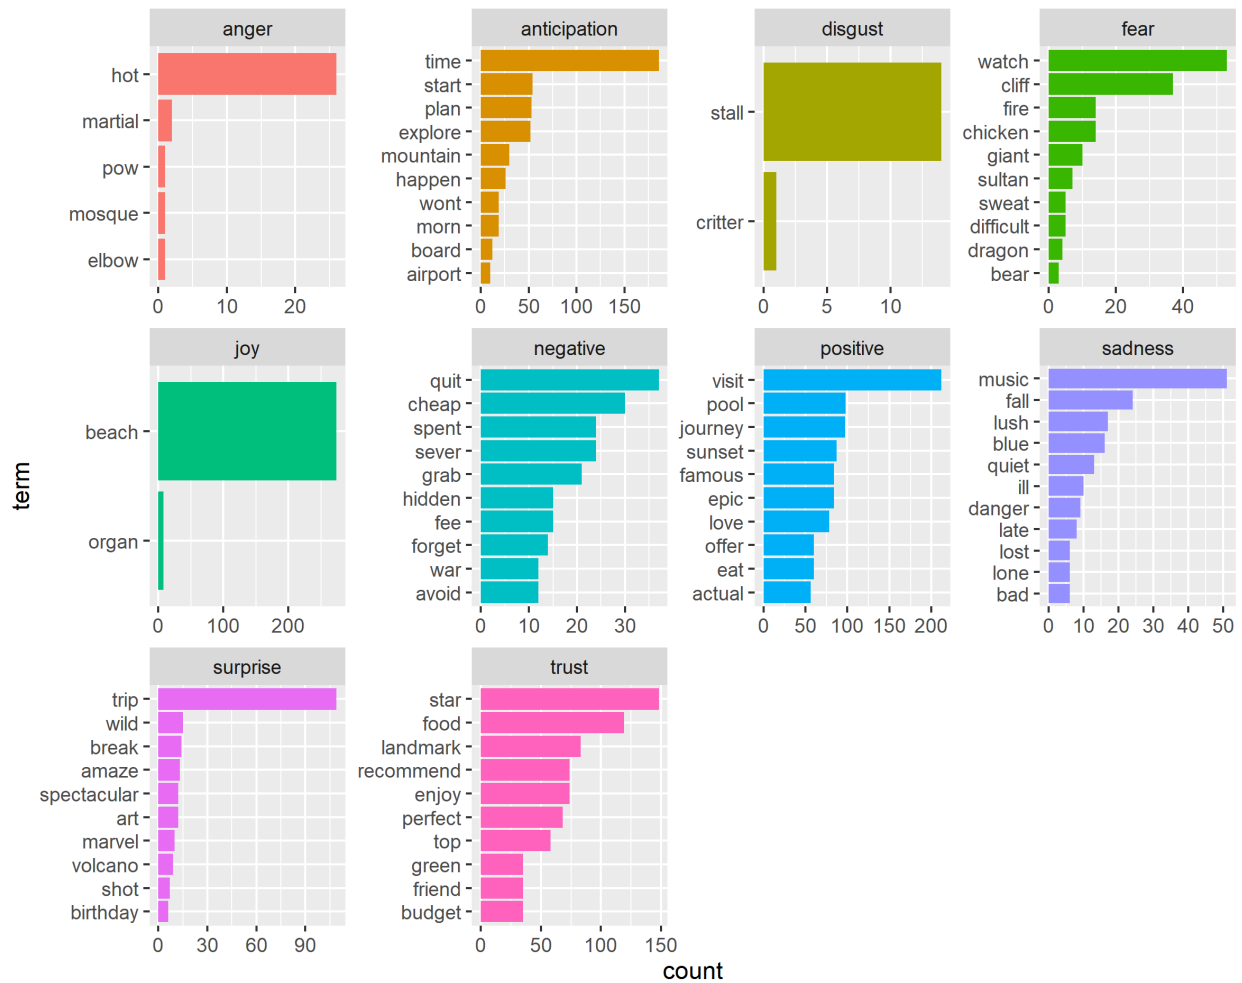 anger
hot
martial
pow
mosque
elbow
0 10 20
anticipation
time
start
plan
explore
mountain
happen
wont
morn
board
airport
0 50 100 150
disgust
stall
critter
0 5 10
fear
watch
cliff
fire
chicken
giant
sultan
sweat
difficult
dragon
bear
0 20 40
joy
beach
organ
0 100 200
negative
quit
cheap
spent
sever
grab
hidden
fee
forget
war
avoid
0 10 20 30
positive
visit
pool
journey
sunset
famous
epic
love
offer
eat
actual
0 50 100 150 200
sadness
music
fall
lush
blue
quiet
ill
danger
late
lost
lone
bad
0 10 20 30 40 50
surprise
trip
wild
break
amaze
spectacular
art
marvel
volcano
shot
birthday
0 30 60 90
trust
star
food
landmark
recommend
enjoy
perfect
top
green
friend
budget
0 50 100 150
term
count